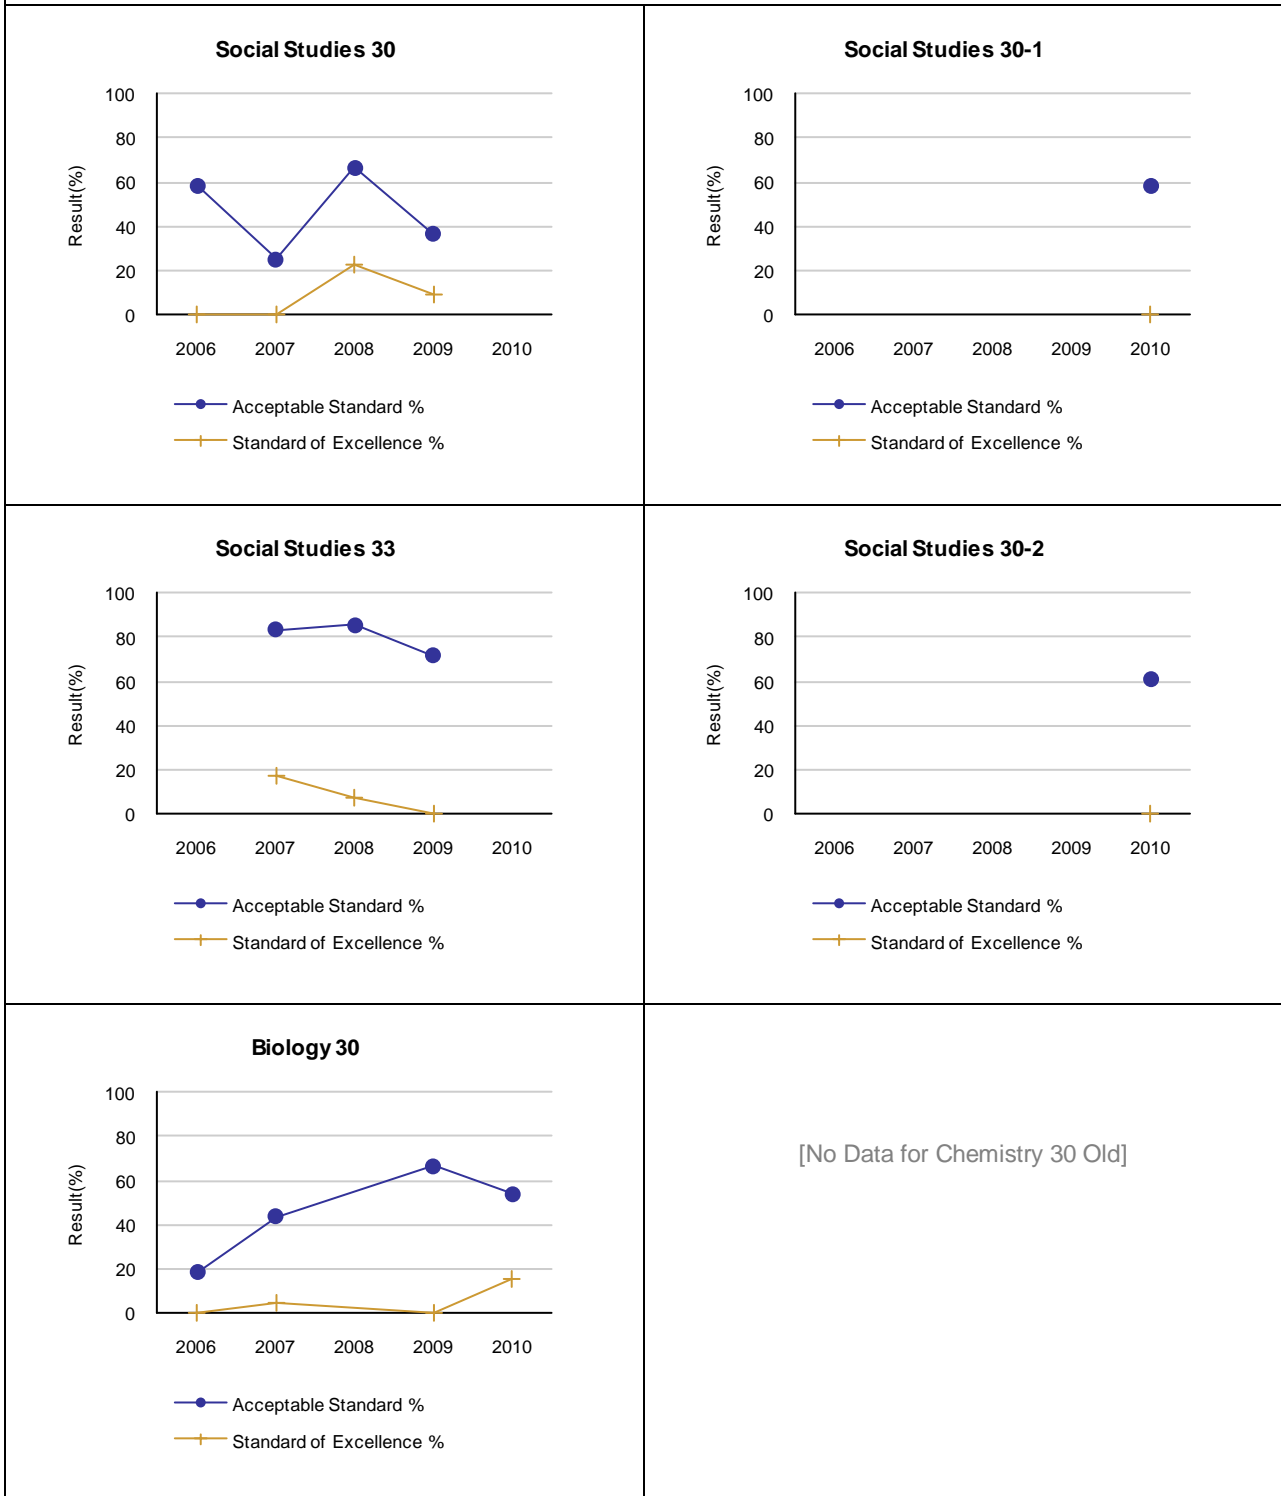 Social Studies 30
100
80
60
40
20
0
Result(%)
2006 2007 2008 2009 2010
Acceptable Standard %
Standard of Excellence %
Social Studies 30-1
100
80
60
40
20
0
Result(%)
2006 2007 2008 2009 2010
Acceptable Standard %
Standard of Excellence %
Social Studies 33
100
80
60
40
20
0
Result(%)
2006 2007 2008 2009 2010
Acceptable Standard %
Standard of Excellence %
Social Studies 30-2
100
80
60
40
20
0
Result(%)
2006 2007 2008 2009 2010
Acceptable Standard %
Standard of Excellence %
Biology 30
100
80
60
40
20
0
Result(%)
2006 2007 2008 2009 2010
Acceptable Standard %
Standard of Excellence %
[No Data for Chemistry 30 Old]